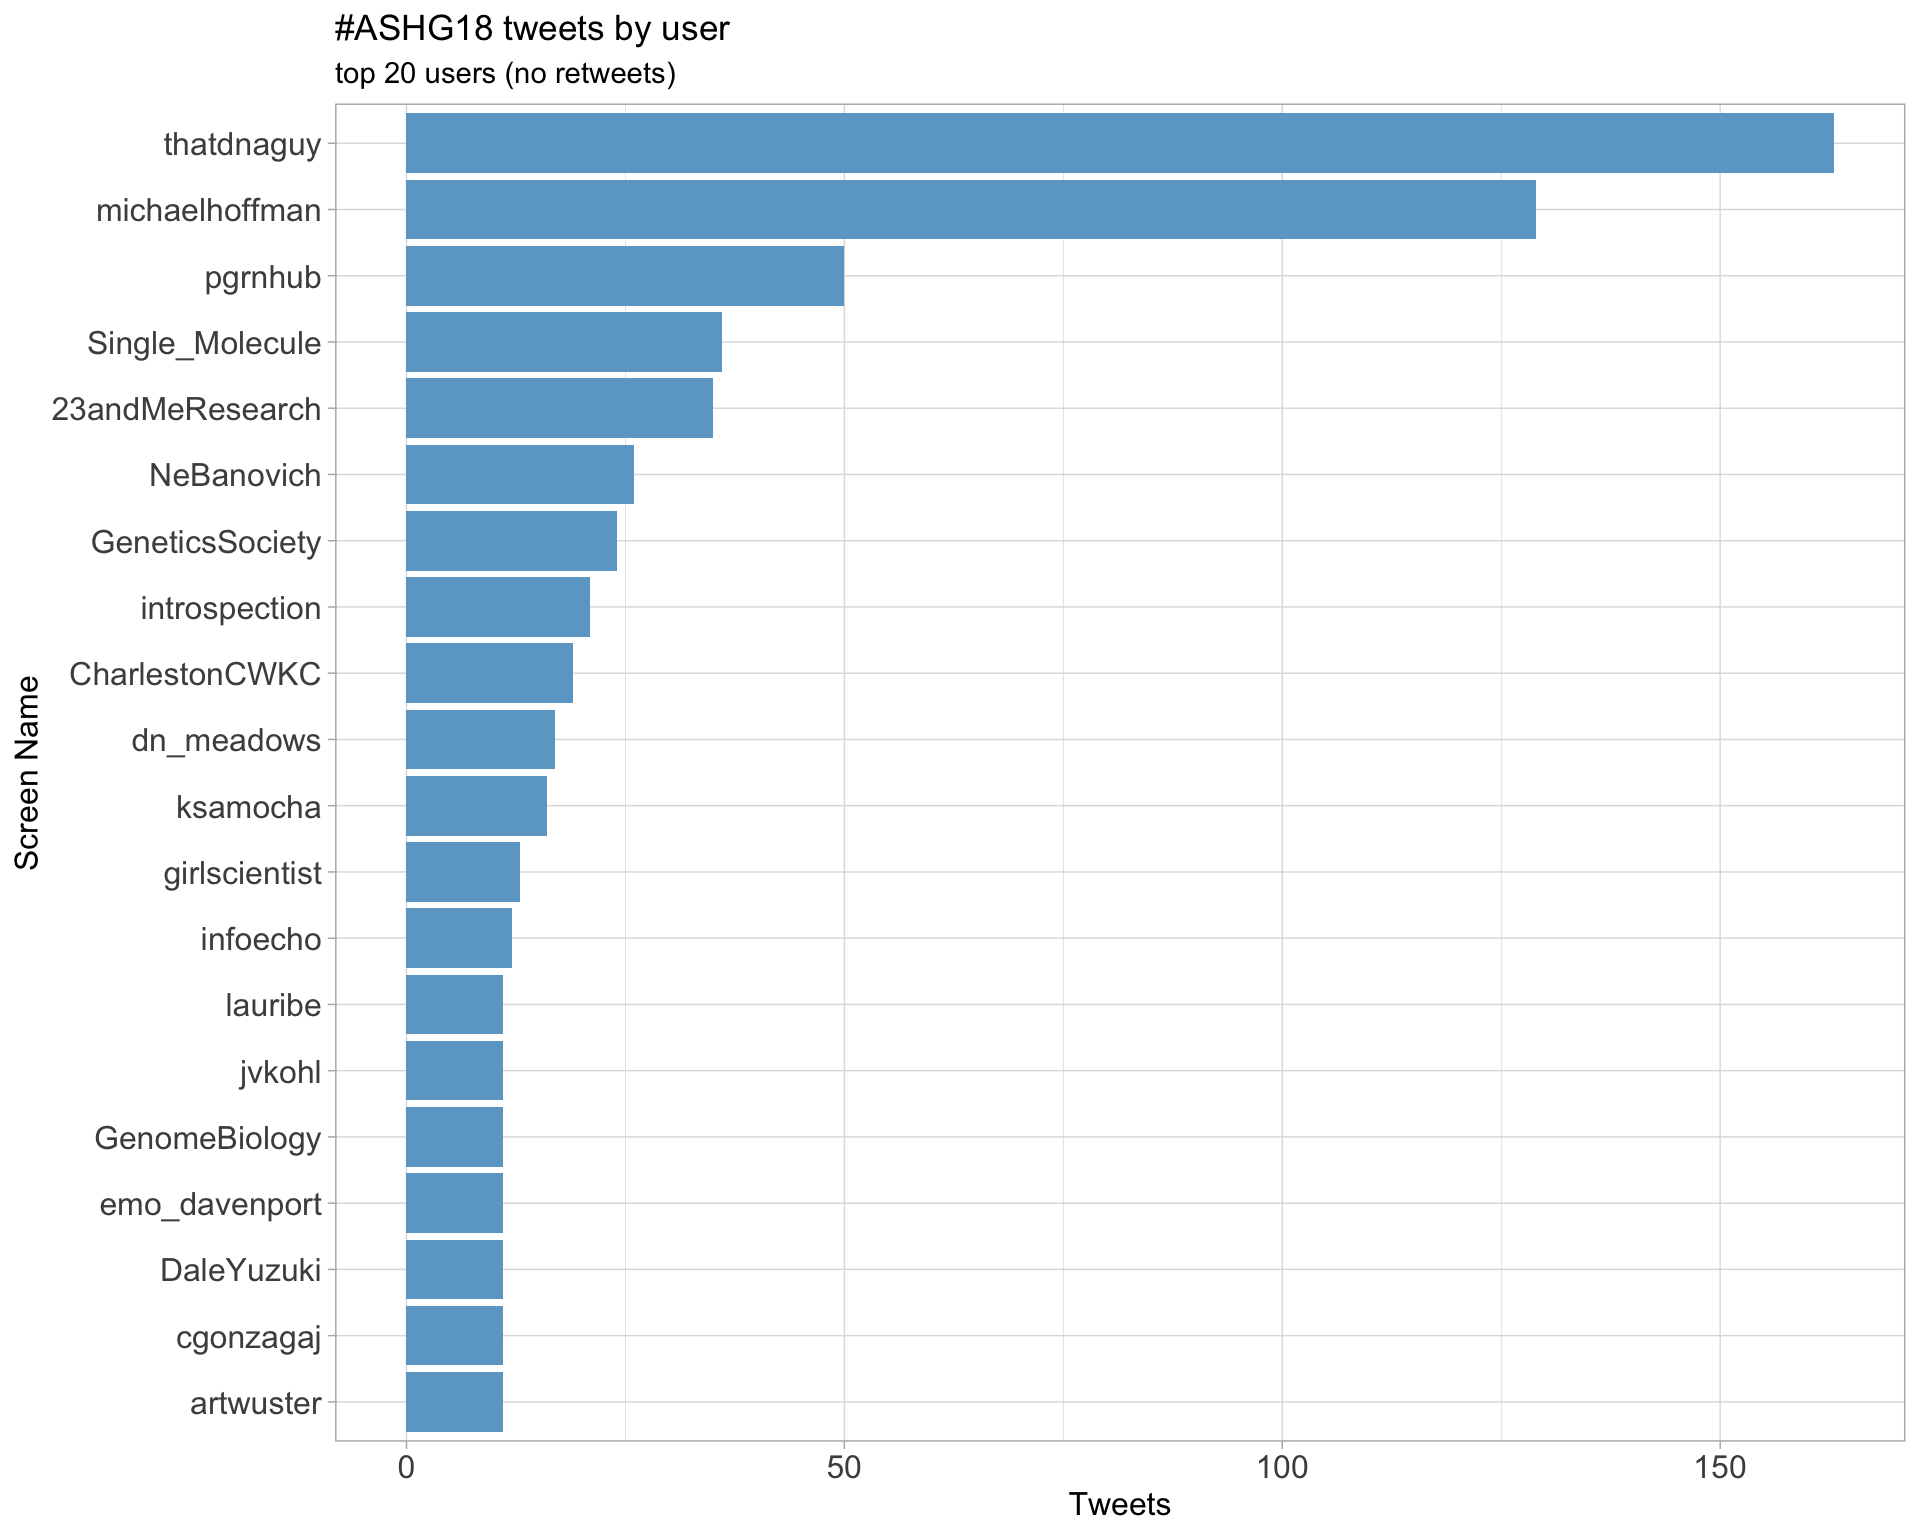 #ASHG18 tweets by user
top 20 users (no retweets)
Screen Name
thatdnaguy
michaelhoffman
pgrnhub
Single_Molecule
23andMeResearch
NeBanovich
GeneticsSociety
introspection
CharlestonCWKC
dn_meadows
ksamocha
girlscientist
infoecho
lauribe
jvkohl
GenomeBiology
emo_davenport
DaleYuzuki
cgonzagaj
artwuster
0 50 100 150
Tweets